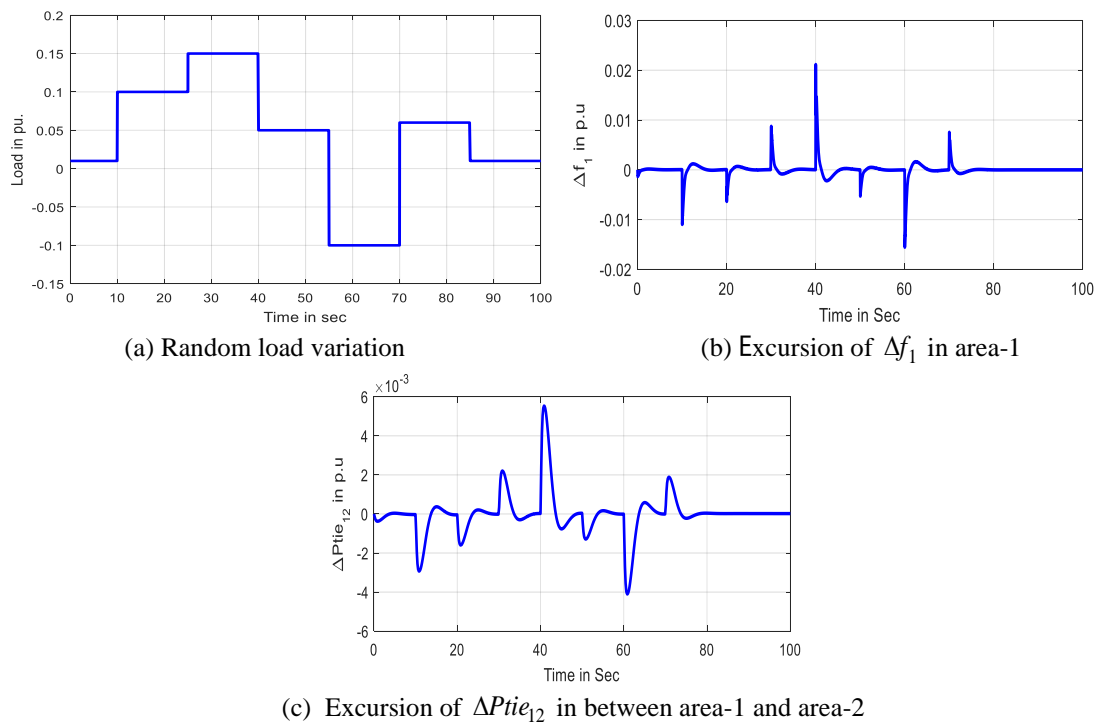 0.2
0.15
0.1
0.05
0
-0.05
-0.1
-0.15
Load in pu.
0 10 20 30 40 50 60 70 80 90 100
Time in sec
(a) Random load variation
0.03
0.02
0.01
0
-0.01
-0.02
Δf₁ in p.u
0 20 40 60 80 100
Time in Sec
(b) Excursion of Δf₁ in area-1
×10⁻³
6
4
2
0
-2
-4
-6
ΔPtie₁₂ in p.u
0 20 40 60 80 100
Time in Sec
(c) Excursion of ΔPtie₁₂ in between area-1 and area-2